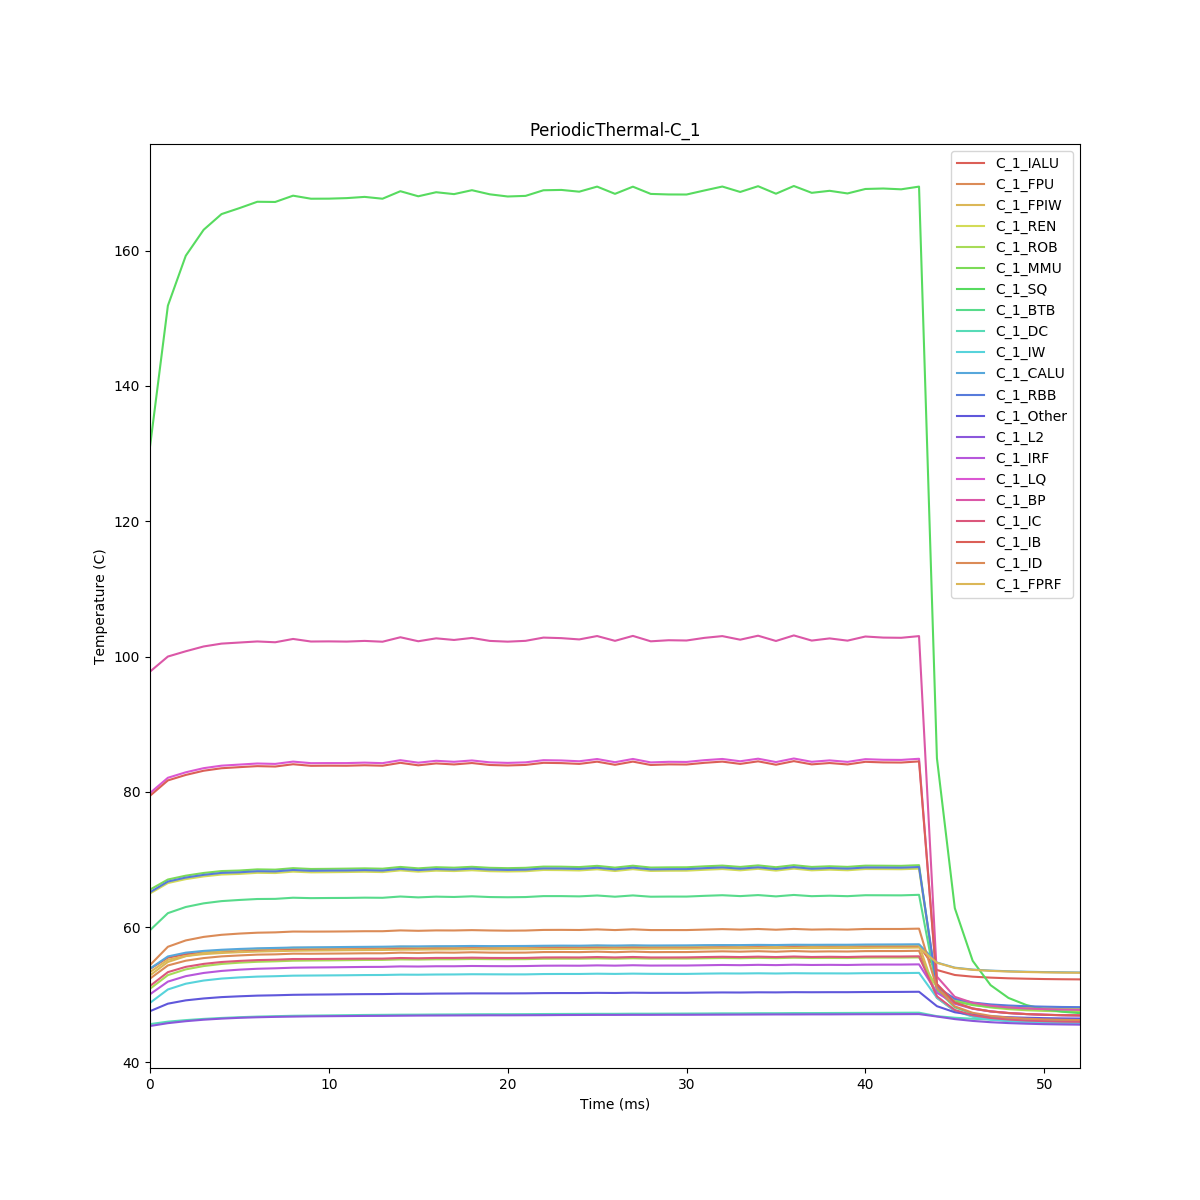 PeriodicThermal-C_1
C_1_IALU
C_1_FPU
C_1_FPIW
C_1_REN
C_1_ROB
C_1_MMU
C_1_SQ
C_1_BTB
C_1_DC
C_1_IW
C_1_CALU
C_1_RBB
C_1_Other
C_1_L2
C_1_IRF
C_1_LQ
C_1_BP
C_1_IC
C_1_IB
C_1_ID
C_1_FPRF
Temperature (C)
160
140
120
100
80
60
40
0 10 20 30 40 50
Time (ms)